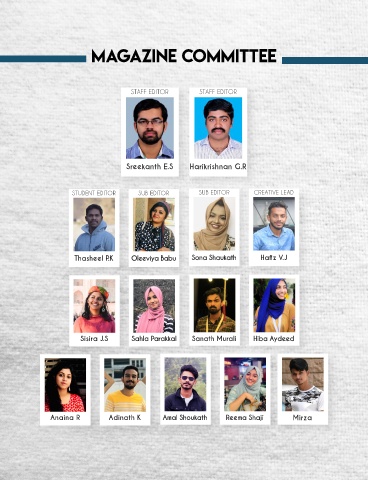 MAGAZINE COMMITTEE
STAFF EDITOR STAFF EDITOR
Sreekanth E.S Harikrishnan G.R
STUDENT EDITOR SUB EDITOR SUB EDITOR CREATIVE LEAD
Thasheel P.K Oleeviya Babu Sona Shaukath Hafiz V.J
Sisira J.S Sahla Parakkal Sanath Murali Hiba Aydeed
Anaina R Adinath K Amal Shoukath Reema Shaji Mirza